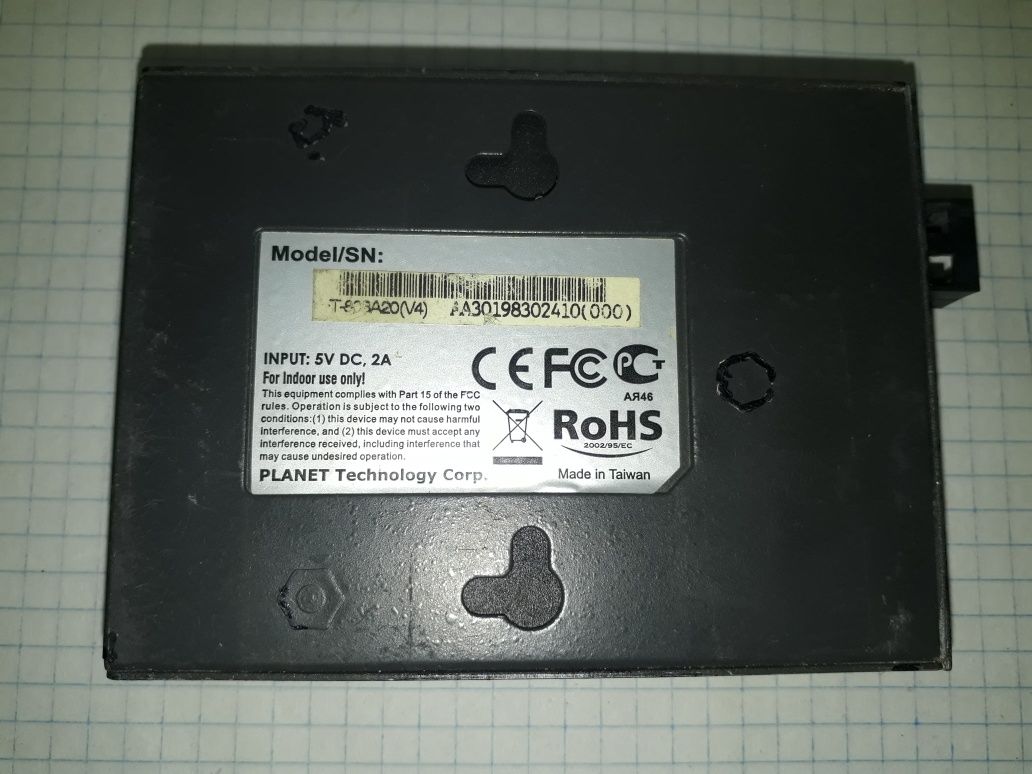 Model/SN:
AA30198302410(000)
INPUT: 5V DC, 2A
For Indoor use only!
This equipment complies with Part 15 of the FCC
rules. Operation is subject to the following two
conditions:(1) this device may not cause harmful
interference, and (2) this device must accept any
interference received, including interference that
may cause undesired operation.
PLANET Technology Corp.
CE FC PCT
АЯ46
RoHS
2002/95/EC
Made in Taiwan